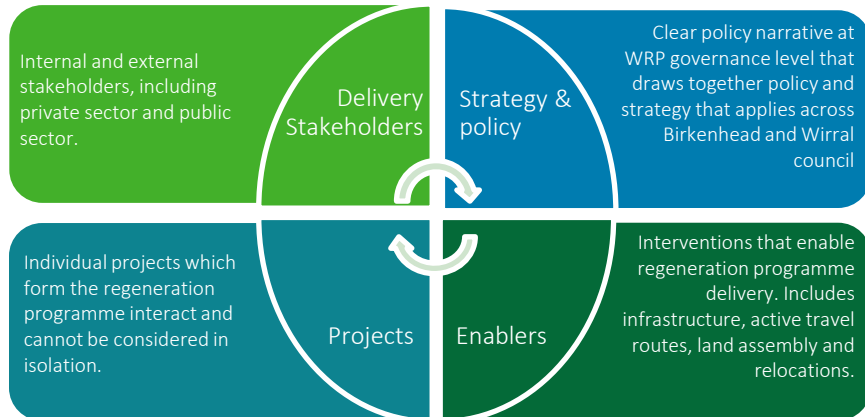 Internal and external
stakeholders, including
private sector and public
sector.
Delivery
Stakeholders
Strategy &
policy
Clear policy narrative at
WRP governance level that
draws together policy and
strategy that applies across
Birkenhead and Wirral
council
Individual projects which
form the regeneration
programme interact and
cannot be considered in
isolation.
Projects
Enablers
Interventions that enable
regeneration programme
delivery. Includes
infrastructure, active travel
routes, land assembly and
relocations.